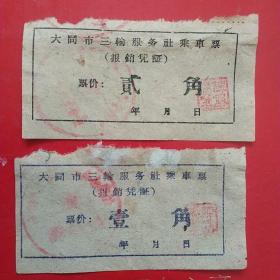 大同市三輪服务社乘車票
(报銷凭証)
票价: 貳角
年月日
大同市三輪服务社乘車票
(报銷凭証)
票价: 壹角
年月日